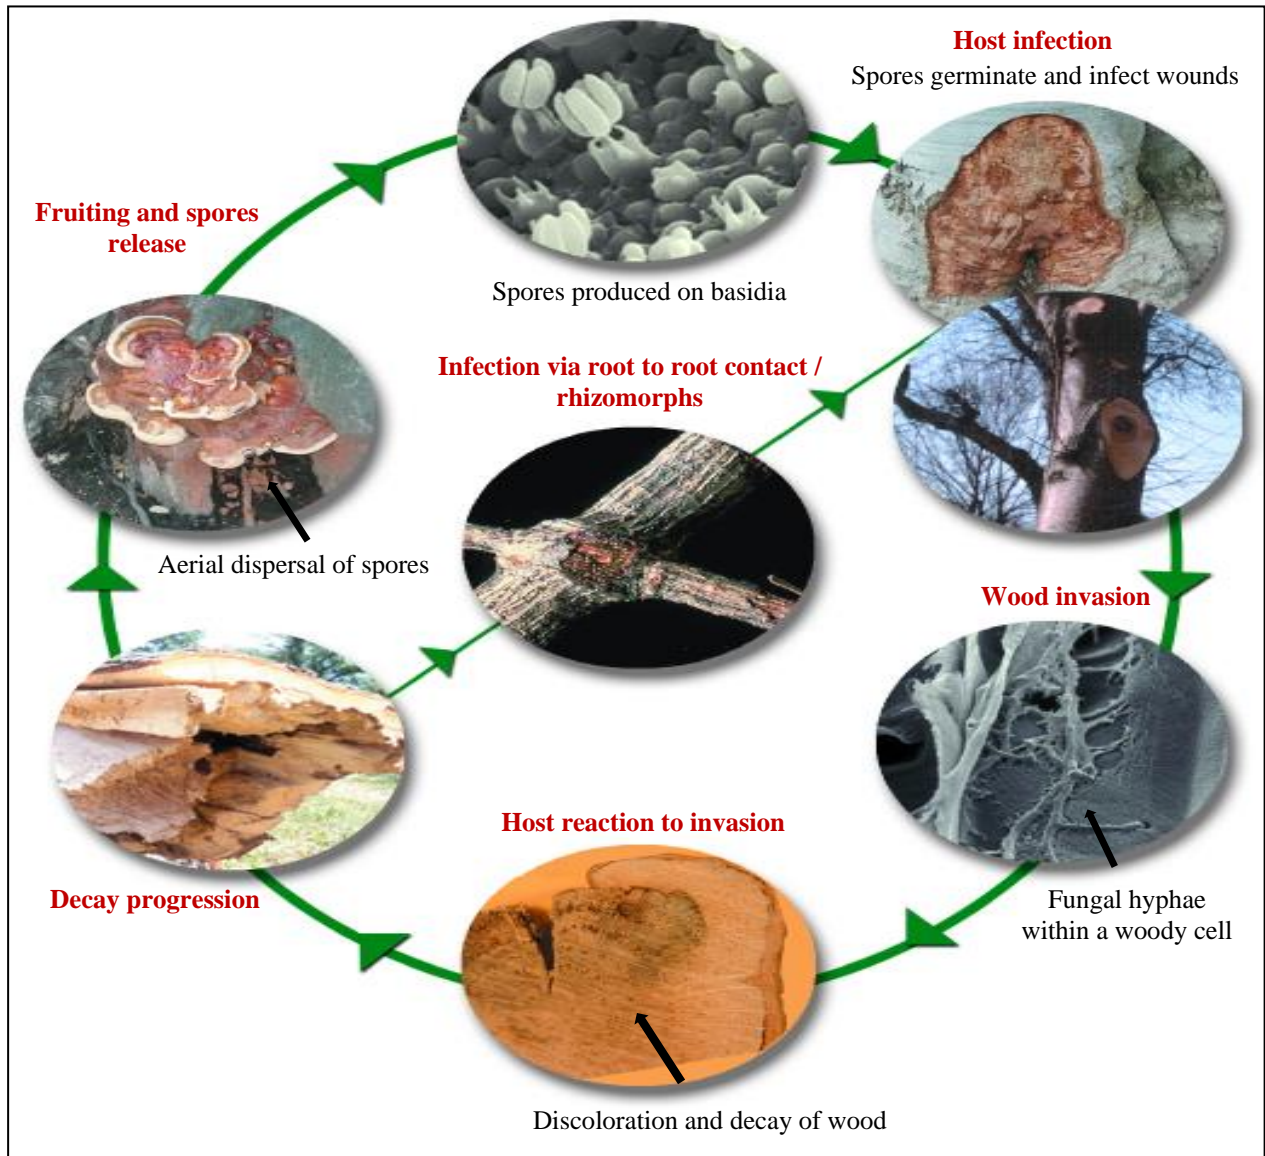 Host infection
Spores germinate and infect wounds
Fruiting and spores
release
Spores produced on basidia
Infection via root to root contact /
rhizomorphs
Aerial dispersal of spores
Wood invasion
Host reaction to invasion
Decay progression
Fungal hyphae
within a woody cell
Discoloration and decay of wood